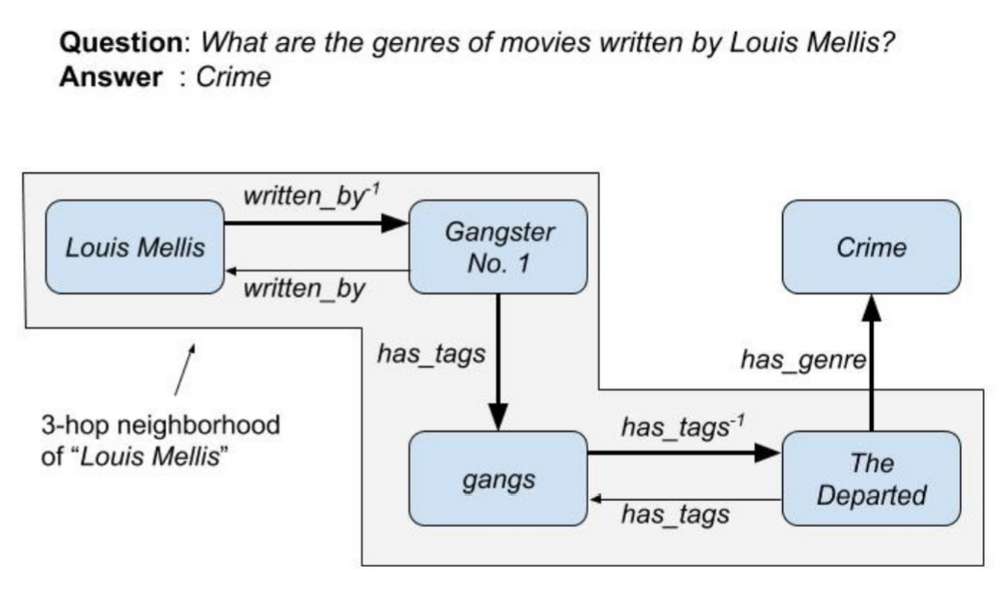 Question: What are the genres of movies written by Louis Mellis?
Answer : Crime
written_by-1
Louis Mellis
Gangster
No. 1
Crime
written_by
has_tags
has_genre
3-hop neighborhood
of “Louis Mellis”
has_tags-1
gangs
The
Departed
has_tags